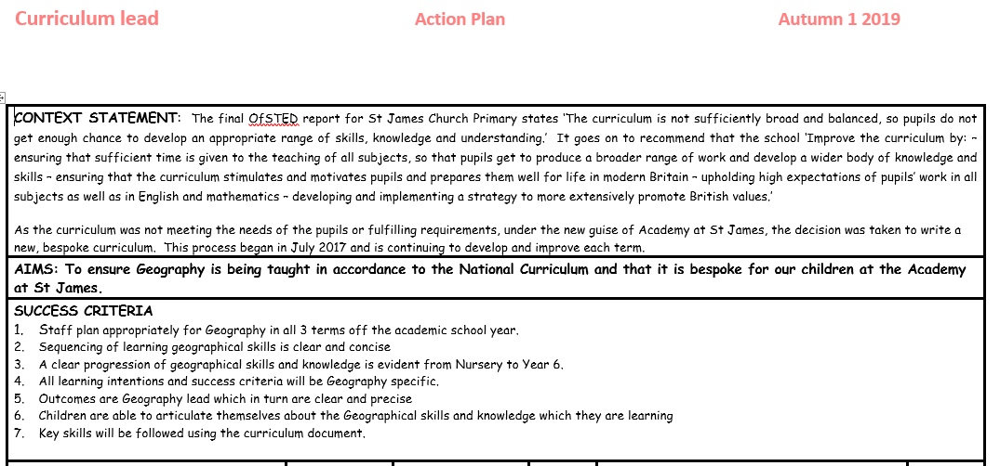 Curriculum lead Action Plan Autumn 1 2019
CONTEXT STATEMENT: The final OfSTED report for St James Church Primary states 'The curriculum is not sufficiently broad and balanced, so pupils do not
get enough chance to develop an appropriate range of skills, knowledge and understanding.' It goes on to recommend that the school 'Improve the curriculum by: -
ensuring that sufficient time is given to the teaching of all subjects, so that pupils get to produce a broader range of work and develop a wider body of knowledge and
skills - ensuring that the curriculum stimulates and motivates pupils and prepares them well for life in modern Britain - upholding high expectations of pupils' work in all
subjects as well as in English and mathematics - developing and implementing a strategy to more extensively promote British values.'
As the curriculum was not meeting the needs of the pupils or fulfilling requirements, under the new guise of Academy at St James, the decision was taken to write a
new, bespoke curriculum. This process began in July 2017 and is continuing to develop and improve each term.
AIMS: To ensure Geography is being taught in accordance to the National Curriculum and that it is bespoke for our children at the Academy
at St James.
SUCCESS CRITERIA
1. Staff plan appropriately for Geography in all 3 terms off the academic school year.
2. Sequencing of learning geographical skills is clear and concise
3. A clear progression of geographical skills and knowledge is evident from Nursery to Year 6.
4. All learning intentions and success criteria will be Geography specific.
5. Outcomes are Geography lead which in turn are clear and precise
6. Children are able to articulate themselves about the Geographical skills and knowledge which they are learning
7. Key skills will be followed using the curriculum document.